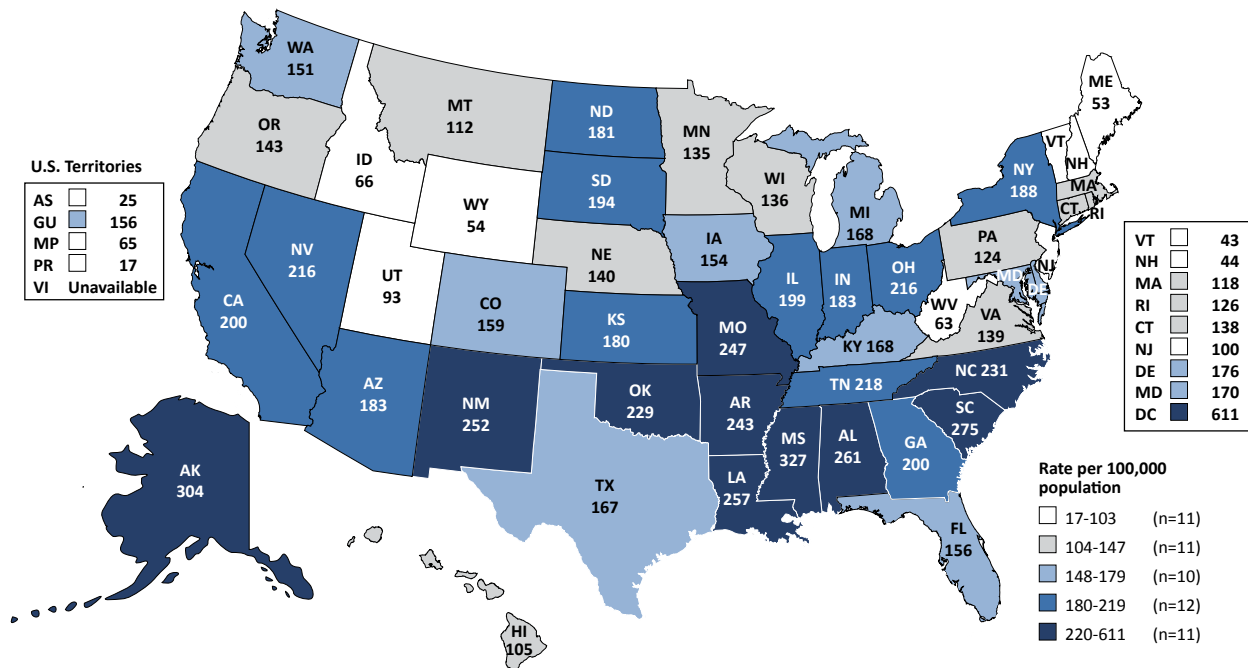 WA
151
OR
143
ID
66
MT
112
WY
54
ND
181
SD
194
MN
135
WI
136
MI
168
NY
188
ME
53
VT
NH
MA
CT
RI
U.S. Territories
AS 25
GU 156
MP 65
PR 17
VI Unavailable
CA
200
NV
216
UT
93
CO
159
NE
140
KS
180
IA
154
MO
247
IL
199
IN
183
OH
216
PA
124
NJ
MD
DE
WV
63
VA
139
KY 168
VT 43
NH 44
MA 118
RI 126
CT 138
NJ 100
DE 176
MD 170
DC 611
AZ
183
NM
252
OK
229
AR
243
TN 218
NC 231
SC
275
MS
327
AL
261
GA
200
LA
257
TX
167
FL
156
AK
304
HI
105
Rate per 100,000
population
17-103 (n=11)
104-147 (n=11)
148-179 (n=10)
180-219 (n=12)
220-611 (n=11)